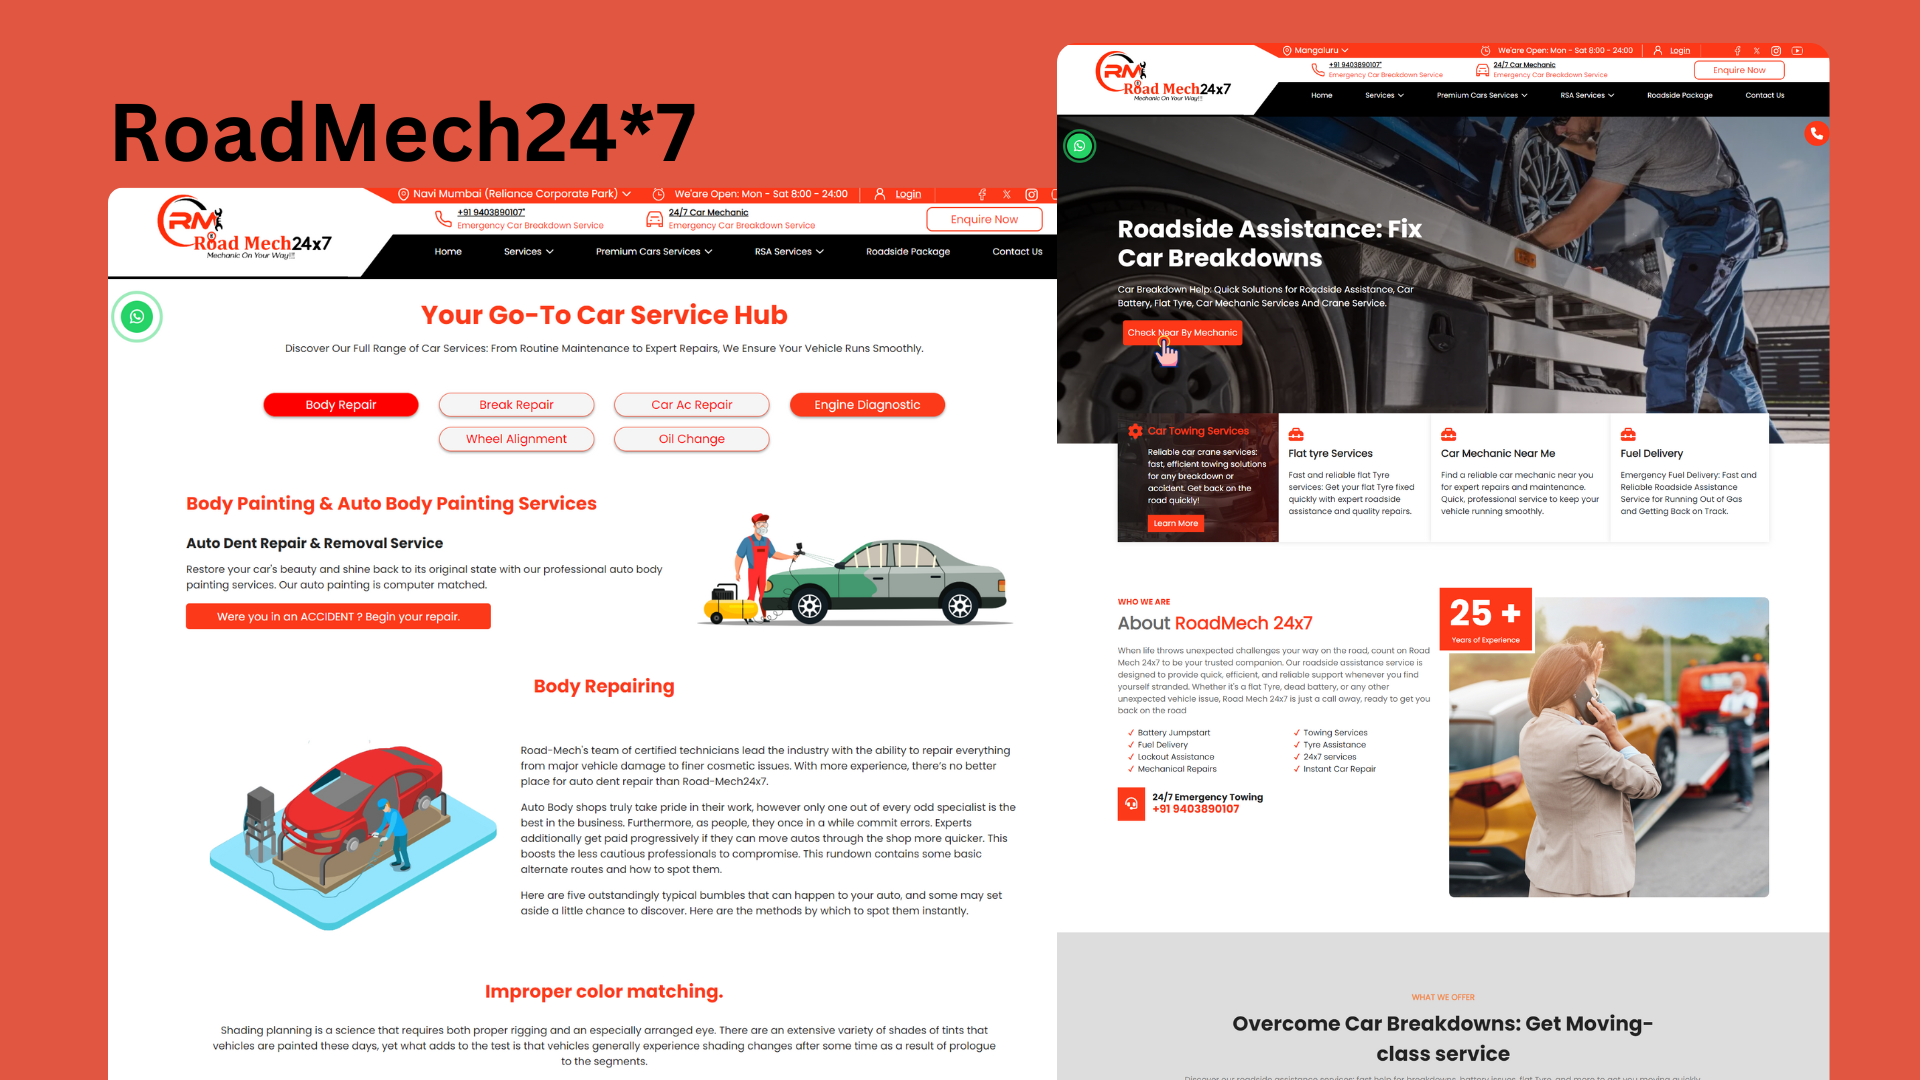 RoadMech24*7
Navi Mumbai (Reliance Corporate Park)
We'are Open: Mon - Sat 8:00 - 24:00
Login
RM
Road Mech24x7
Mechanic On Your Way!!
+91 9403890107"
Emergency Car Breakdown Service
24/7 Car Mechanic
Emergency Car Breakdown Service
Enquire Now
Home
Services
Premium Cars Services
RSA Services
Roadside Package
Contact Us
Your Go-To Car Service Hub
Discover Our Full Range of Car Services: From Routine Maintenance to Expert Repairs, We Ensure Your Vehicle Runs Smoothly.
Body Repair
Break Repair
Car Ac Repair
Engine Diagnostic
Wheel Alignment
Oil Change
Body Painting & Auto Body Painting Services
Auto Dent Repair & Removal Service
Restore your car's beauty and shine back to its original state with our professional auto body
painting services. Our auto painting is computer matched.
Were you in an ACCIDENT ? Begin your repair.
Body Repairing
Road-Mech's team of certified technicians lead the industry with the ability to repair everything
from major vehicle damage to finer cosmetic issues. With more experience, there's no better
place for auto dent repair than Road-Mech24x7.
Auto Body shops truly take pride in their work, however only one out of every odd specialist is the
best in the business. Furthermore, as people, they once in a while commit errors. Experts
additionally get paid progressively if they can move autos through the shop more quicker. This
boosts the less cautious professionals to compromise. This rundown contains some basic
alternate routes and how to spot them.
Here are five outstandingly typical bumbles that can happen to your auto, and some may set
aside a little chance to discover. Here are the methods by which to spot them instantly.
Improper color matching.
Shading planning is a science that requires both proper rigging and an especially arranged eye. There are an extensive variety of shades of tints that
vehicles are painted these days, yet what adds to the test is that vehicles generally experience shading changes after some time as a result of prologue
to the segments.
Mangaluru
We'are Open: Mon - Sat 8:00 - 24:00
Login
RM
Road Mech24x7
Mechanic On Your Way!!
+91 9403890107"
Emergency Car Breakdown Service
24/7 Car Mechanic
Emergency Car Breakdown Service
Enquire Now
Home
Services
Premium Cars Services
RSA Services
Roadside Package
Contact Us
Roadside Assistance: Fix
Car Breakdowns
Car Breakdown Help: Quick Solutions for Roadside Assistance, Car
Battery, Flat Tyre, Car Mechanic Services And Crane Service.
Check Near By Mechanic
Car Towing Services
Reliable car crane services:
fast, efficient towing solutions
for any breakdown or
accident. Get back on the
road quickly!
Learn More
Flat tyre Services
Fast and reliable flat Tyre
services: Get your flat Tyre fixed
quickly with expert roadside
assistance and quality repairs.
Car Mechanic Near Me
Find a reliable car mechanic near you
for expert repairs and maintenance.
Quick, professional service to keep your
vehicle running smoothly.
Fuel Delivery
Emergency Fuel Delivery: Fast and
Reliable Roadside Assistance
Service for Running Out of Gas
and Getting Back on Track.
WHO WE ARE
About RoadMech 24x7
When life throws unexpected challenges your way on the road, count on Road
Mech 24x7 to be your trusted companion. Our roadside assistance service is
designed to provide quick, efficient, and reliable support whenever you find
yourself stranded. Whether it's a flat Tyre, dead battery, or any other
unexpected vehicle issue, Road Mech 24x7 is just a call away, ready to get you
back on the road
Battery Jumpstart
Fuel Delivery
Lockout Assistance
Mechanical Repairs
Towing Services
Tyre Assistance
24x7 services
Instant Car Repair
24/7 Emergency Towing
+91 9403890107
25 +
Years of Experience
WHAT WE OFFER
Overcome Car Breakdowns: Get Moving-
class service
Discover our roadside assistance services: fast help for breakdowns, battery issues, flat Tyre, and more to get you moving quickly